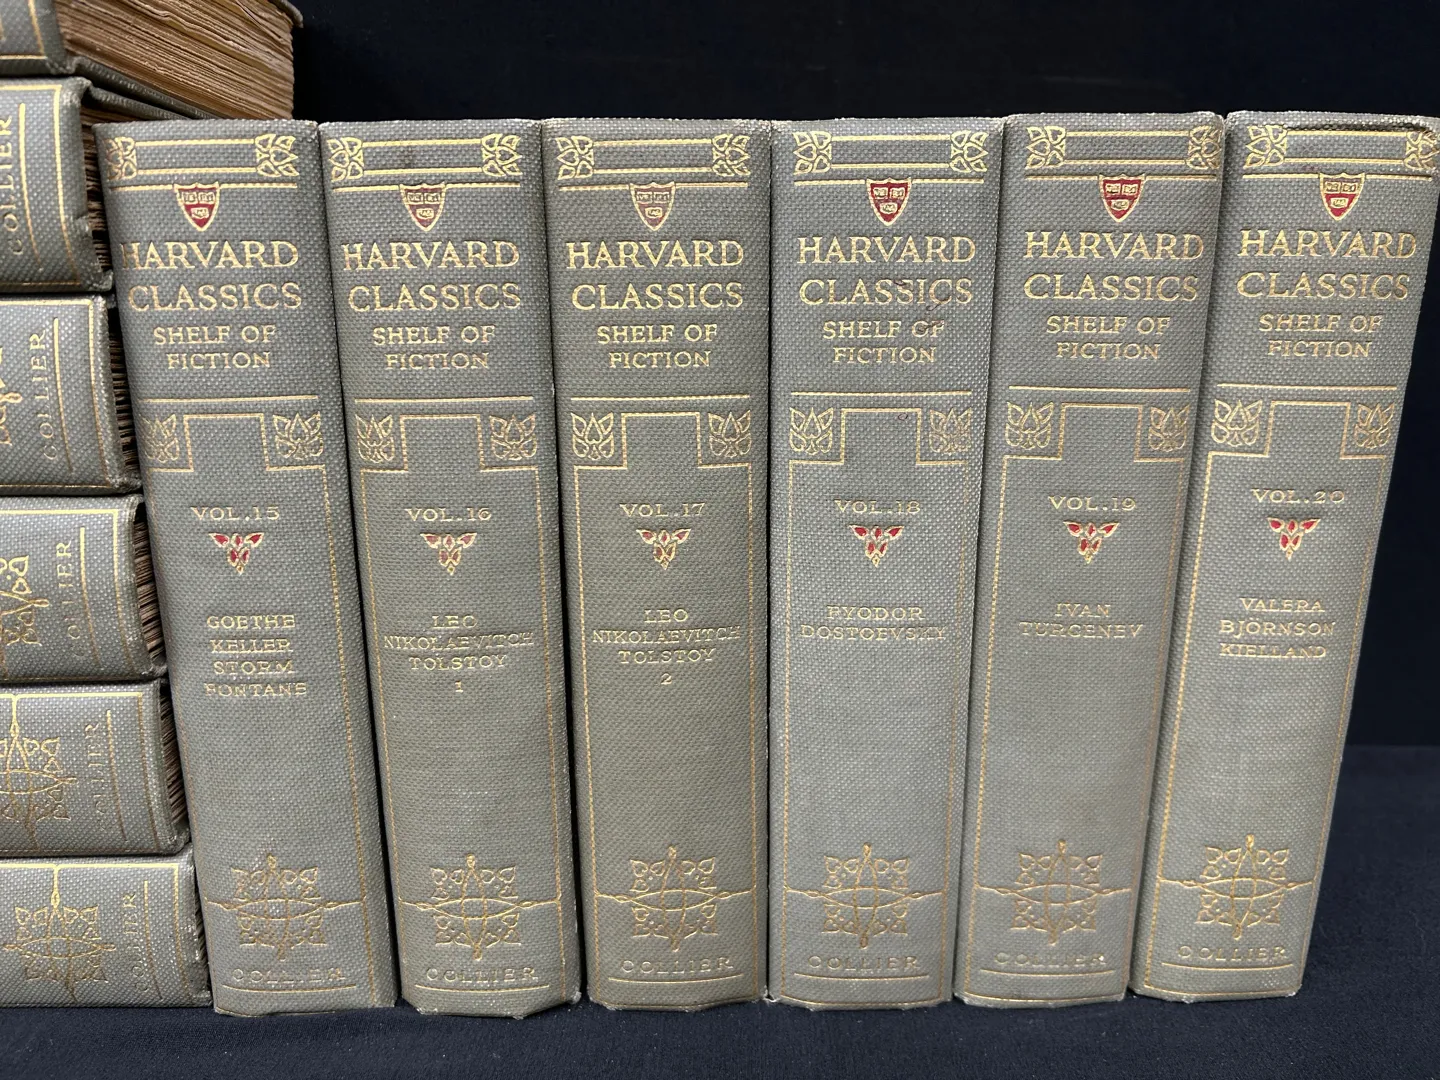 COLLIER
COLLIER
COLLIER
COLLIER
COLLIER
HARVARD
CLASSICS
SHELF OF
FICTION
VOL.15
GOETHE
KELLER
STORM
FONTANE
COLLIER
HARVARD
CLASSICS
SHELF OF
FICTION
VOL.16
LEO
NIKOLAEVITCH
TOLSTOY
1
COLLIER
HARVARD
CLASSICS
SHELF OF
FICTION
VOL.17
LEO
NIKOLAEVITCH
TOLSTOY
2
COLLIER
HARVARD
CLASSICS
SHELF OF
FICTION
VOL.18
FYODOR
DOSTOEVSKY
COLLIER
HARVARD
CLASSICS
SHELF OF
FICTION
VOL.19
IVAN
TURGENEV
COLLIER
HARVARD
CLASSICS
SHELF OF
FICTION
VOL.20
VALERA
BJÖRNSON
KIELLAND
COLLIER